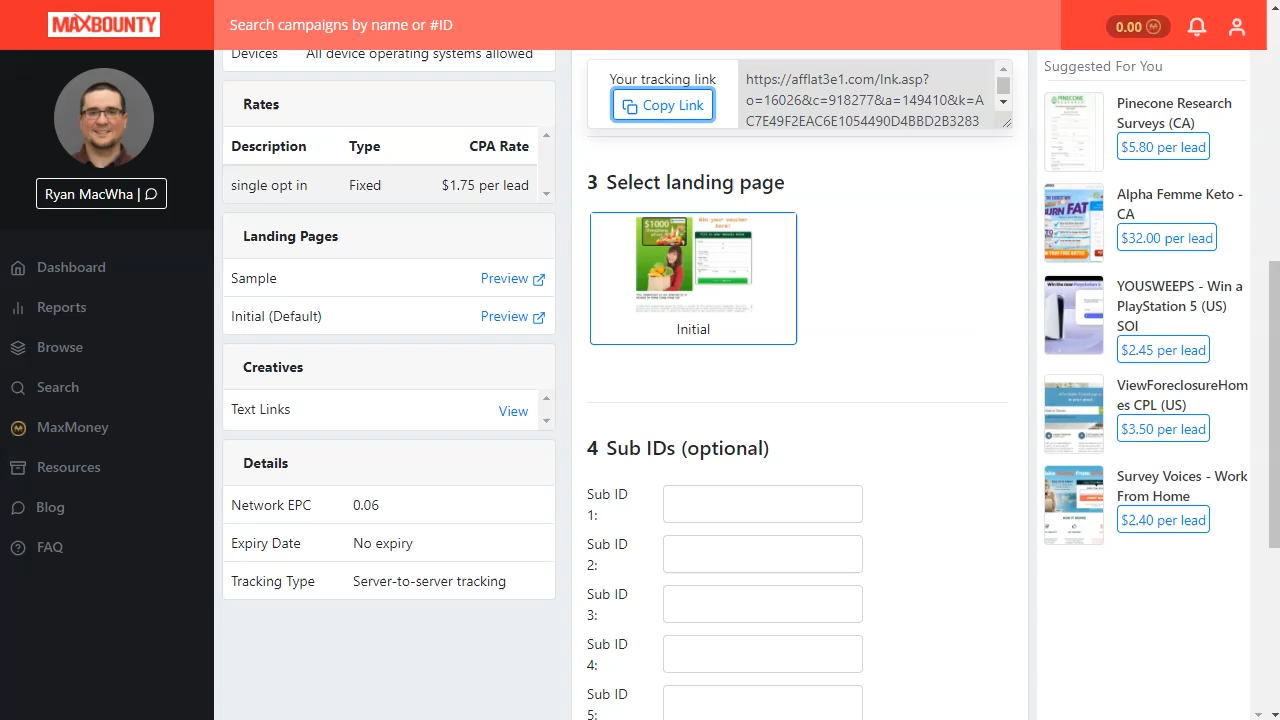 MAXBOUNTY
Search campaigns by name or #ID
0.00
Ryan MacWha |
Dashboard
Reports
Browse
Search
MaxMoney
Resources
Blog
FAQ
Devices All device operating systems allowed
Rates
Description Type CPA Rate
single opt in Fixed $1.75 per lead
Landing Pages
Sample Preview
Initial (Default) Preview
Creatives
Text Links View
Details
Network EPC 0.06
Expiry Date
Tracking Type Server-to-server tracking
Your tracking link
Copy Link
https://afflat3e1.com/lnk.asp?
3 Select landing page
$1000
Win your voucher
here!
Initial
4 Sub IDs (optional)
Sub ID
1:
Sub ID
2:
Sub ID
3:
Sub ID
4:
Sub ID
5:
Suggested For You
Pinecone Research
Surveys (CA)
$5.80 per lead
Alpha Femme Keto -
CA
$32.00 per lead
YOUSWEEPS - Win a
PlayStation 5 (US)
SOI
$2.45 per lead
ViewForeclosureHom
es CPL (US)
$3.50 per lead
Survey Voices - Work
From Home
$2.40 per lead